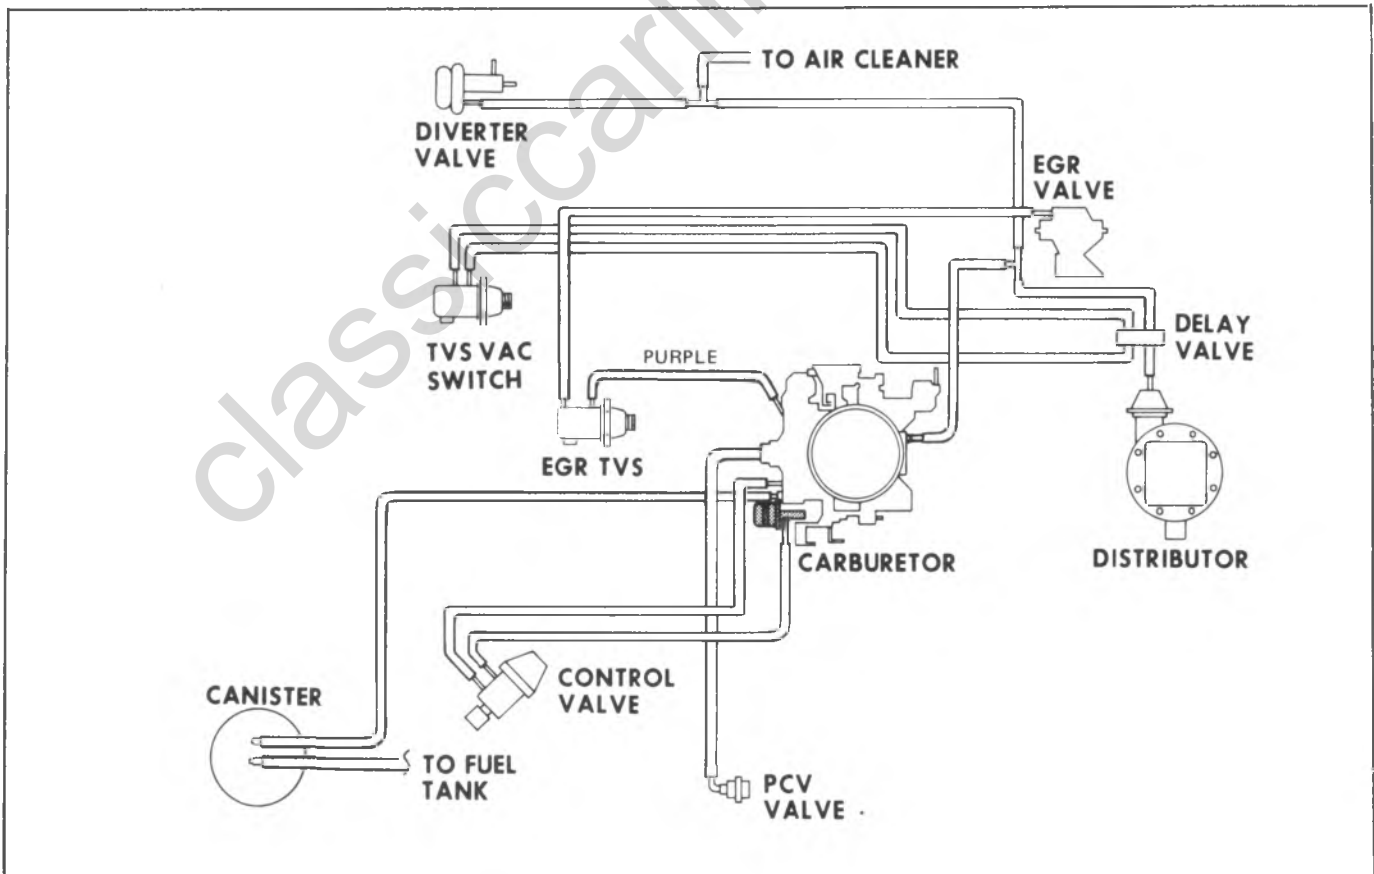 TO AIR CLEANER
DIVERTER
VALVE
EGR
VALVE
TVS VAC
SWITCH
PURPLE
DELAY
VALVE
EGR TVS
CARBURETOR
DISTRIBUTOR
CONTROL
VALVE
CANISTER
TO FUEL
TANK
PCV
VALVE
classiccarli